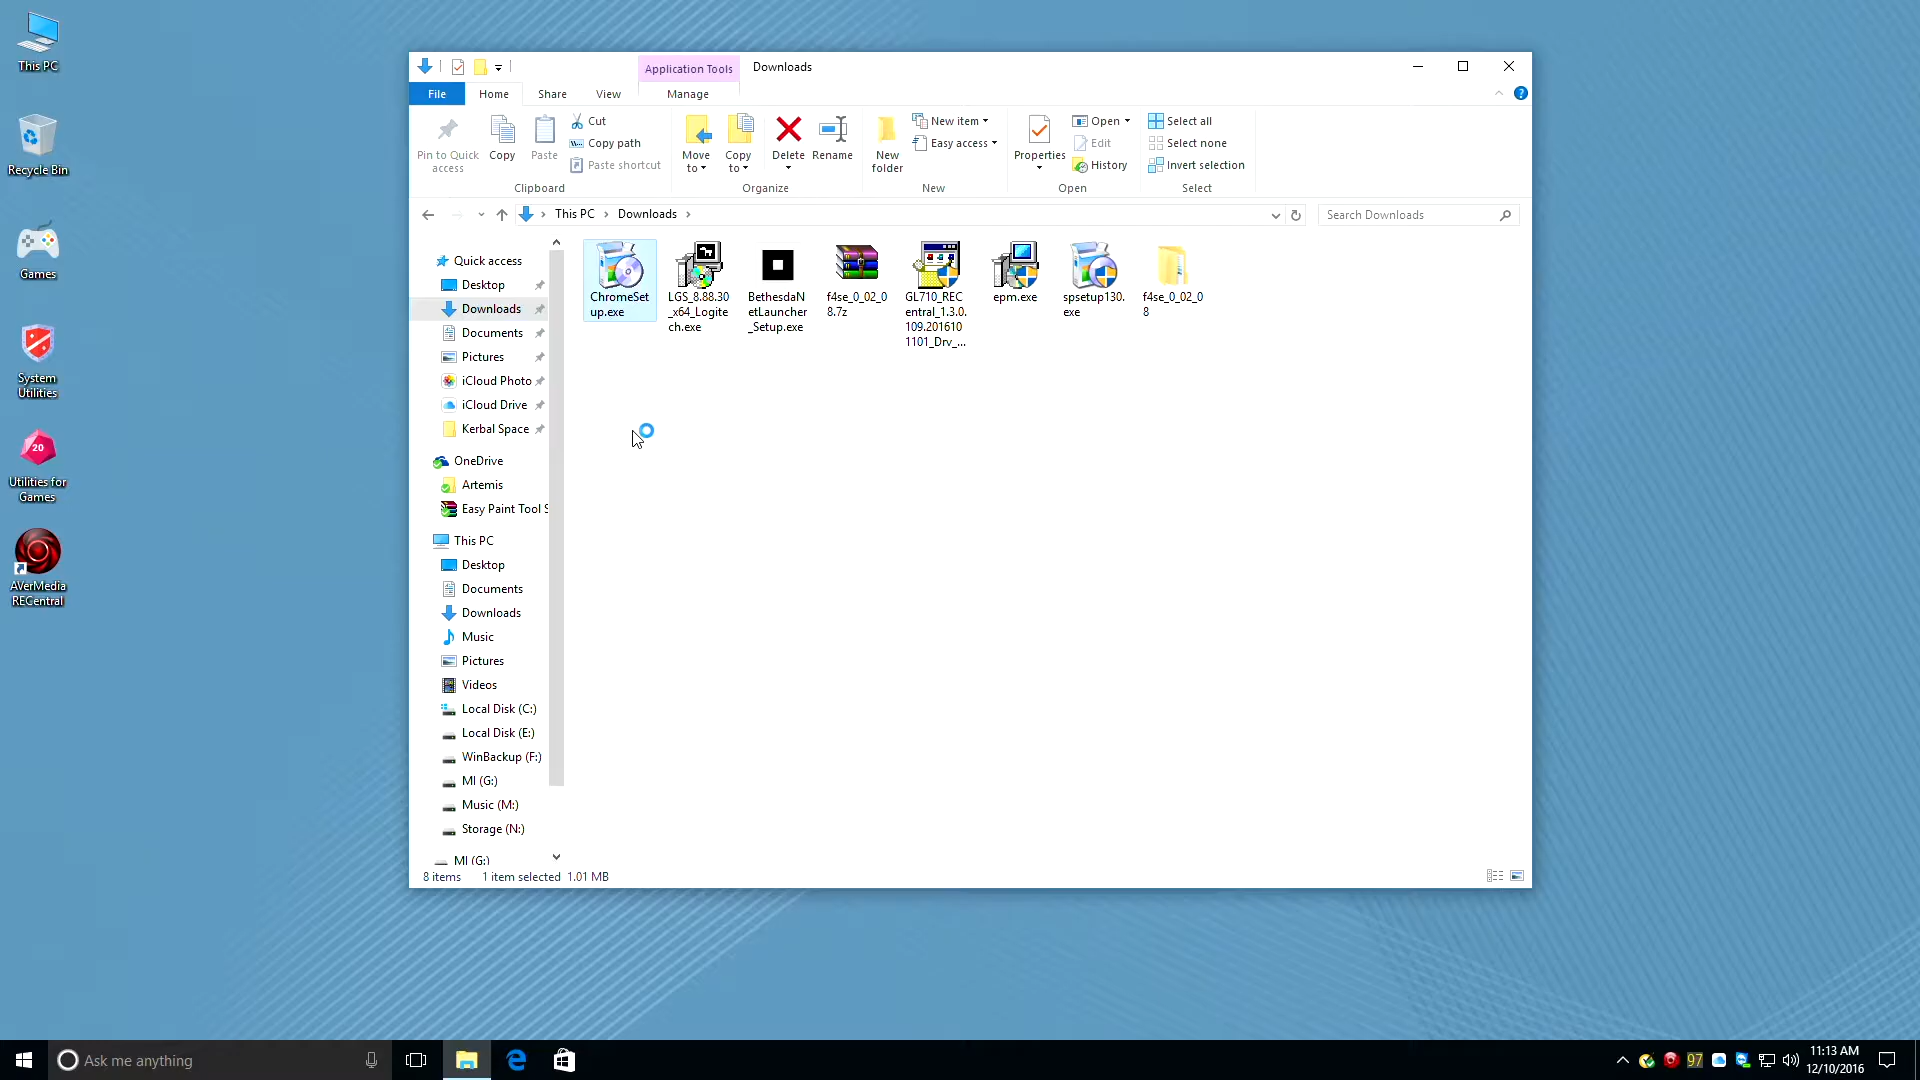 This PC
Recycle Bin
Games
System
Utilities
20
Utilities for
Games
AVerMedia
RECentral
Application Tools
Downloads
File
Home
Share
View
Manage
Pin to Quick
access
Copy
Paste
Cut
Copy path
Paste shortcut
Clipboard
Move
to
Copy
to
Delete
Rename
Organize
New
folder
New item
Easy access
New
Properties
Open
Edit
History
Open
Select all
Select none
Invert selection
Select
This PC
Downloads
Search Downloads
Quick access
Desktop
Downloads
Documents
Pictures
iCloud Photo
iCloud Drive
Kerbal Space
OneDrive
Artemis
Easy Paint Tool S
This PC
Desktop
Documents
Downloads
Music
Pictures
Videos
Local Disk (C:)
Local Disk (E:)
WinBackup (F:)
MI (G:)
Music (M:)
Storage (N:)
MI (G:)
ChromeSet
up.exe
LGS_8.88.30
_x64_Logite
ch.exe
BethesdaN
etLauncher
_Setup.exe
f4se_0_02_0
8.7z
GL710_REC
entral_1.3.0.
109.201610
1101_Drv_...
epm.exe
spsetup130.
exe
f4se_0_02_0
8
8 items
1 item selected 1.01 MB
Ask me anything
97
11:13 AM
12/10/2016